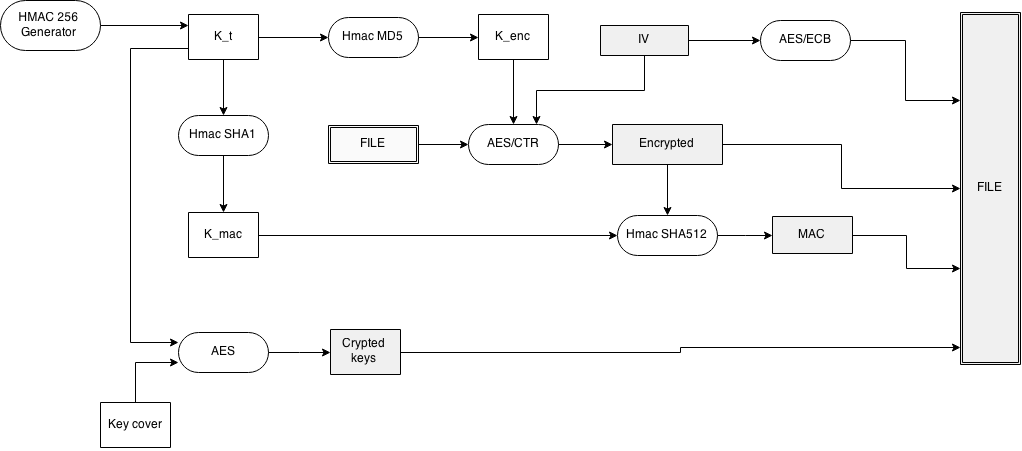 HMAC 256
Generator
K_t
Hmac MD5
K_enc
IV
AES/ECB
Hmac SHA1
FILE
AES/CTR
Encrypted
FILE
K_mac
Hmac SHA512
MAC
AES
Crypted
keys
Key cover